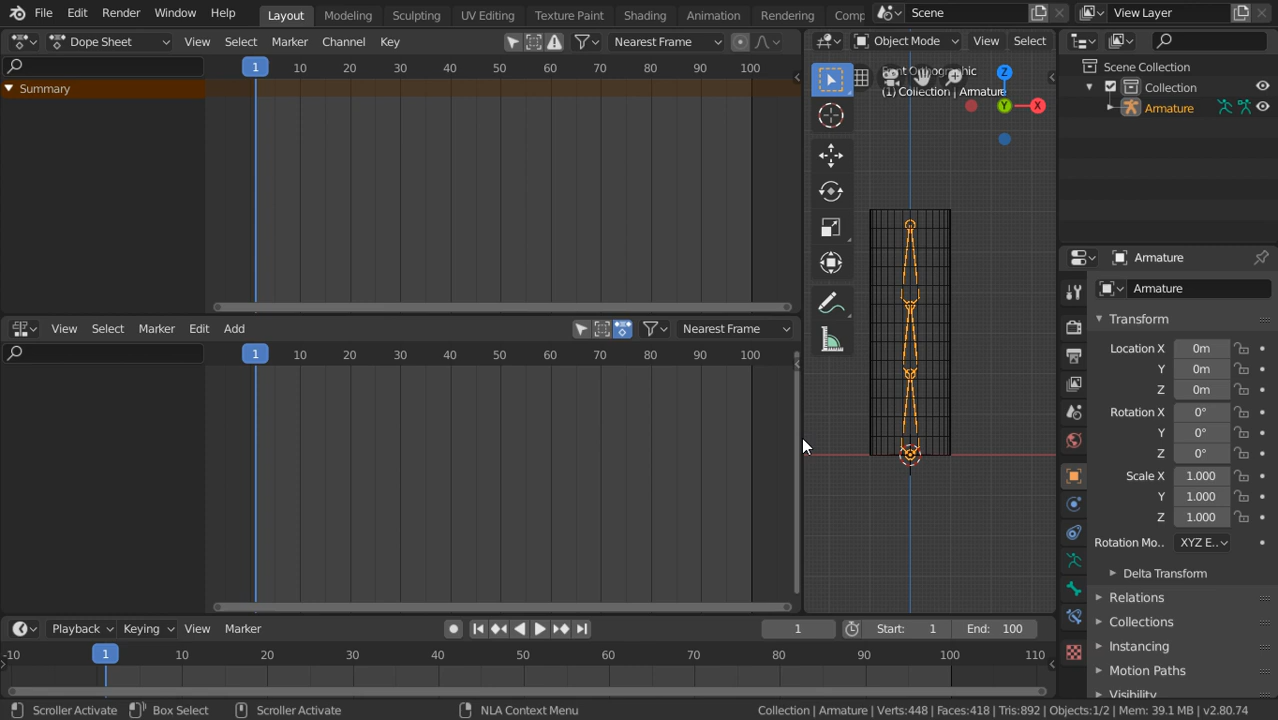 File Edit Render Window Help Layout Modeling Sculpting UV Editing Texture Paint Shading Animation Rendering Comp Scene View Layer
Dope Sheet View Select Marker Channel Key Nearest Frame
Summary
1 10 20 30 40 50 60 70 80 90 100
View Select Marker Edit Add Nearest Frame
1 10 20 30 40 50 60 70 80 90 100
Object Mode View Select
Front Orthographic
(1) Collection | Armature
Z
Y X
Scene Collection
Collection
Armature
Armature
Armature
Transform
Location X 0m
Y 0m
Z 0m
Rotation X 0°
Y 0°
Z 0°
Scale X 1.000
Y 1.000
Z 1.000
Rotation Mo.. XYZ E..
Delta Transform
Relations
Collections
Instancing
Motion Paths
Visibility
Playback Keying View Marker 1 Start: 1 End: 100
-10 1 10 20 30 40 50 60 70 80 90 100 110
Scroller Activate Box Select Scroller Activate NLA Context Menu Collection | Armature | Verts:448 | Faces:418 | Tris:892 | Objects:1/2 | Mem: 39.1 MB | v2.80.74